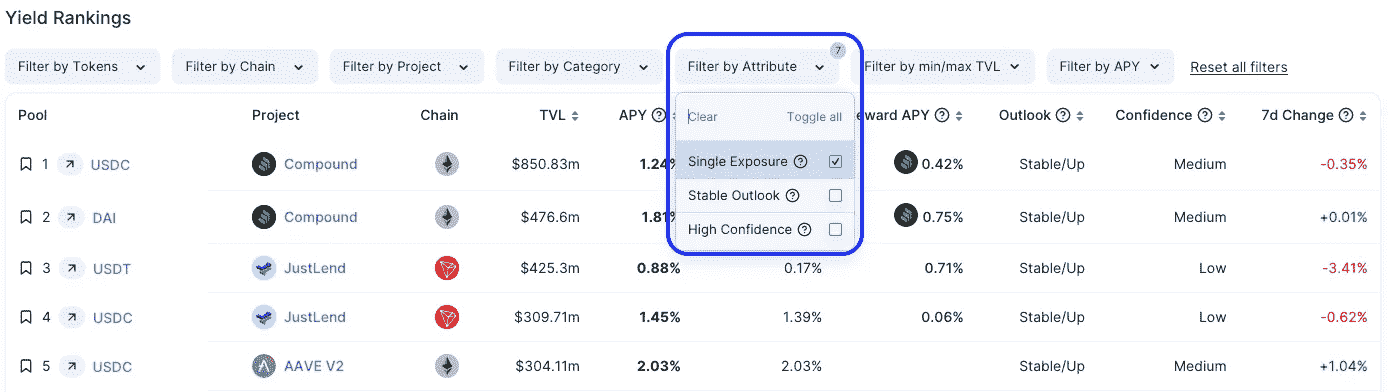 Yield Rankings
7
Filter by Tokens Filter by Chain Filter by Project Filter by Category Filter by Attribute Filter by min/max TVL Filter by APY Reset all filters
Pool Project Chain TVL APY ? Clear Toggle all eward APY ? Outlook ? Confidence ? 7d Change ?
1 USDC Compound $850.83m 1.24% Single Exposure ? 0.42% Stable/Up Medium -0.35%
Stable Outlook ?
2 DAI Compound $476.6m 1.81% High Confidence ? 0.75% Stable/Up Medium +0.01%
3 USDT JustLend $425.3m 0.88% 0.17% 0.71% Stable/Up Low -3.41%
4 USDC JustLend $309.71m 1.45% 1.39% 0.06% Stable/Up Low -0.62%
5 USDC AAVE V2 $304.11m 2.03% 2.03% Stable/Up Medium +1.04%